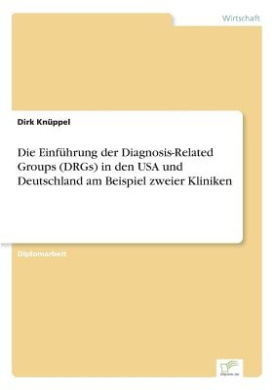 Wirtschaft
Dirk Knüppel
Die Einführung der Diagnosis-Related
Groups (DRGs) in den USA und
Deutschland am Beispiel zweier Kliniken
Diplomarbeit